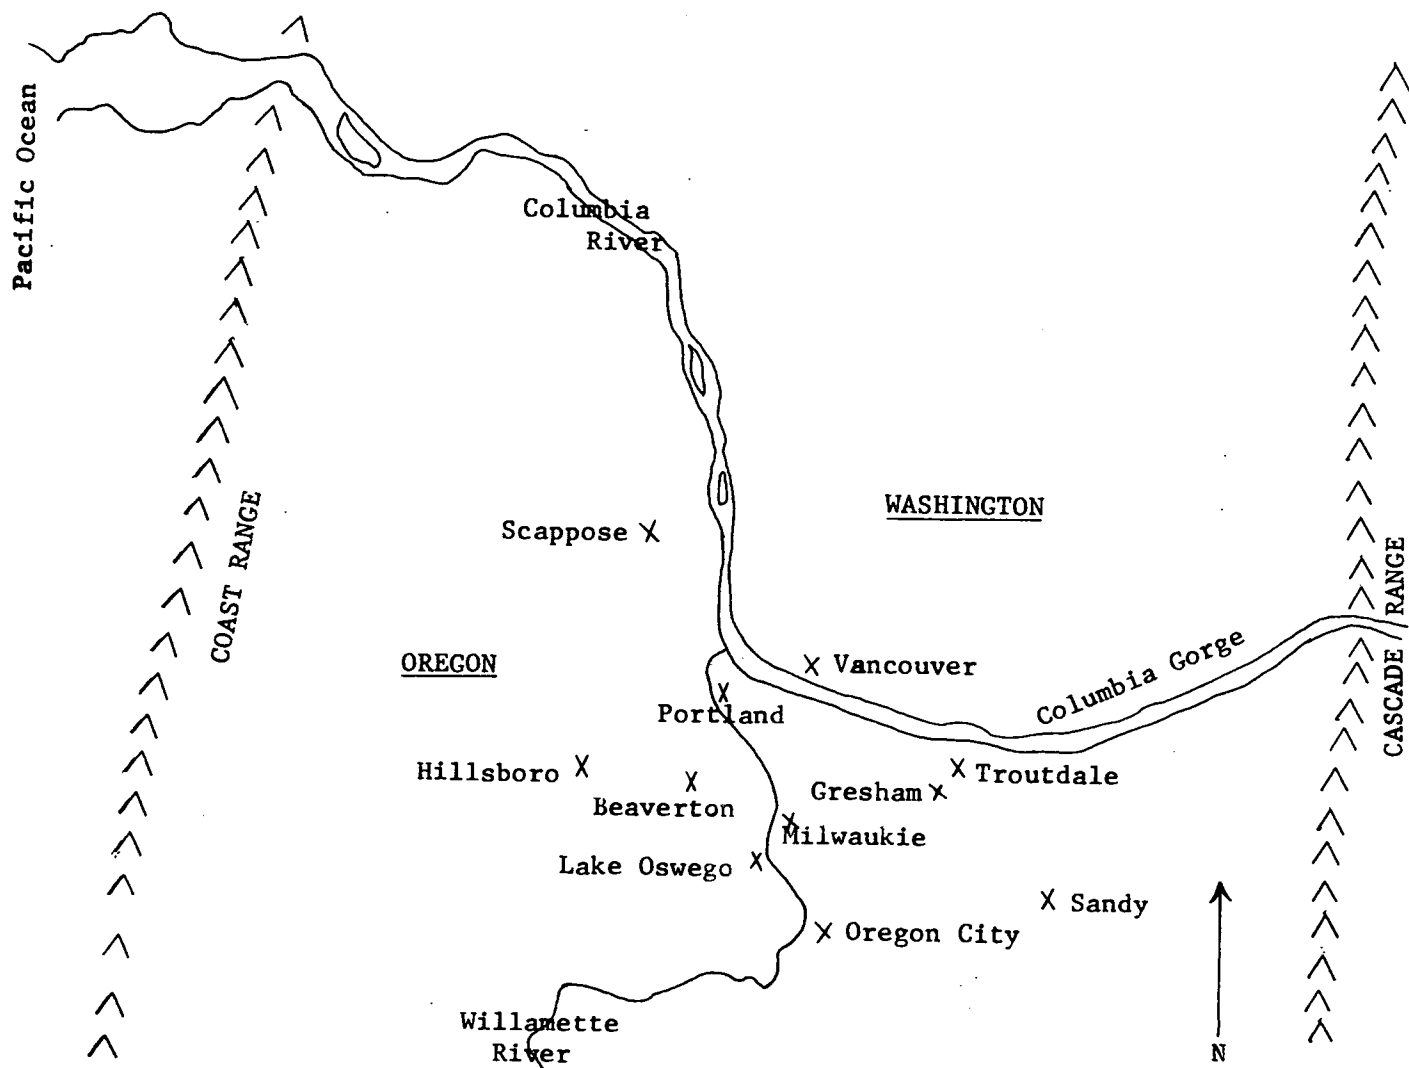 Pacific Ocean
Columbia
River
WASHINGTON
Scappose
COAST RANGE
CASCADE RANGE
OREGON
Vancouver
Columbia Gorge
Portland
Hillsboro
Troutdale
Gresham
Beaverton
Milwaukie
Lake Oswego
Sandy
Oregon City
Willamette
River
N